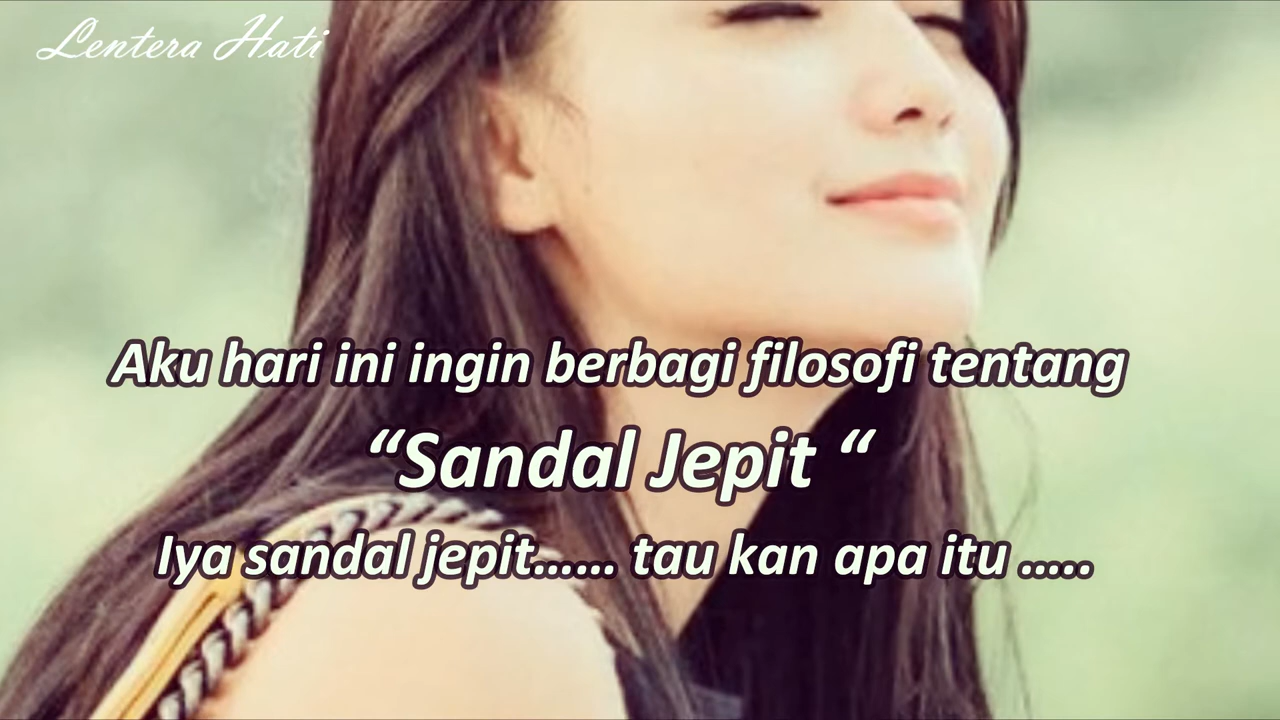 Lentera Hati
Aku hari ini ingin berbagi filosofi tentang
“Sandal Jepit “
Iya sandal jepit...... tau kan apa itu .....